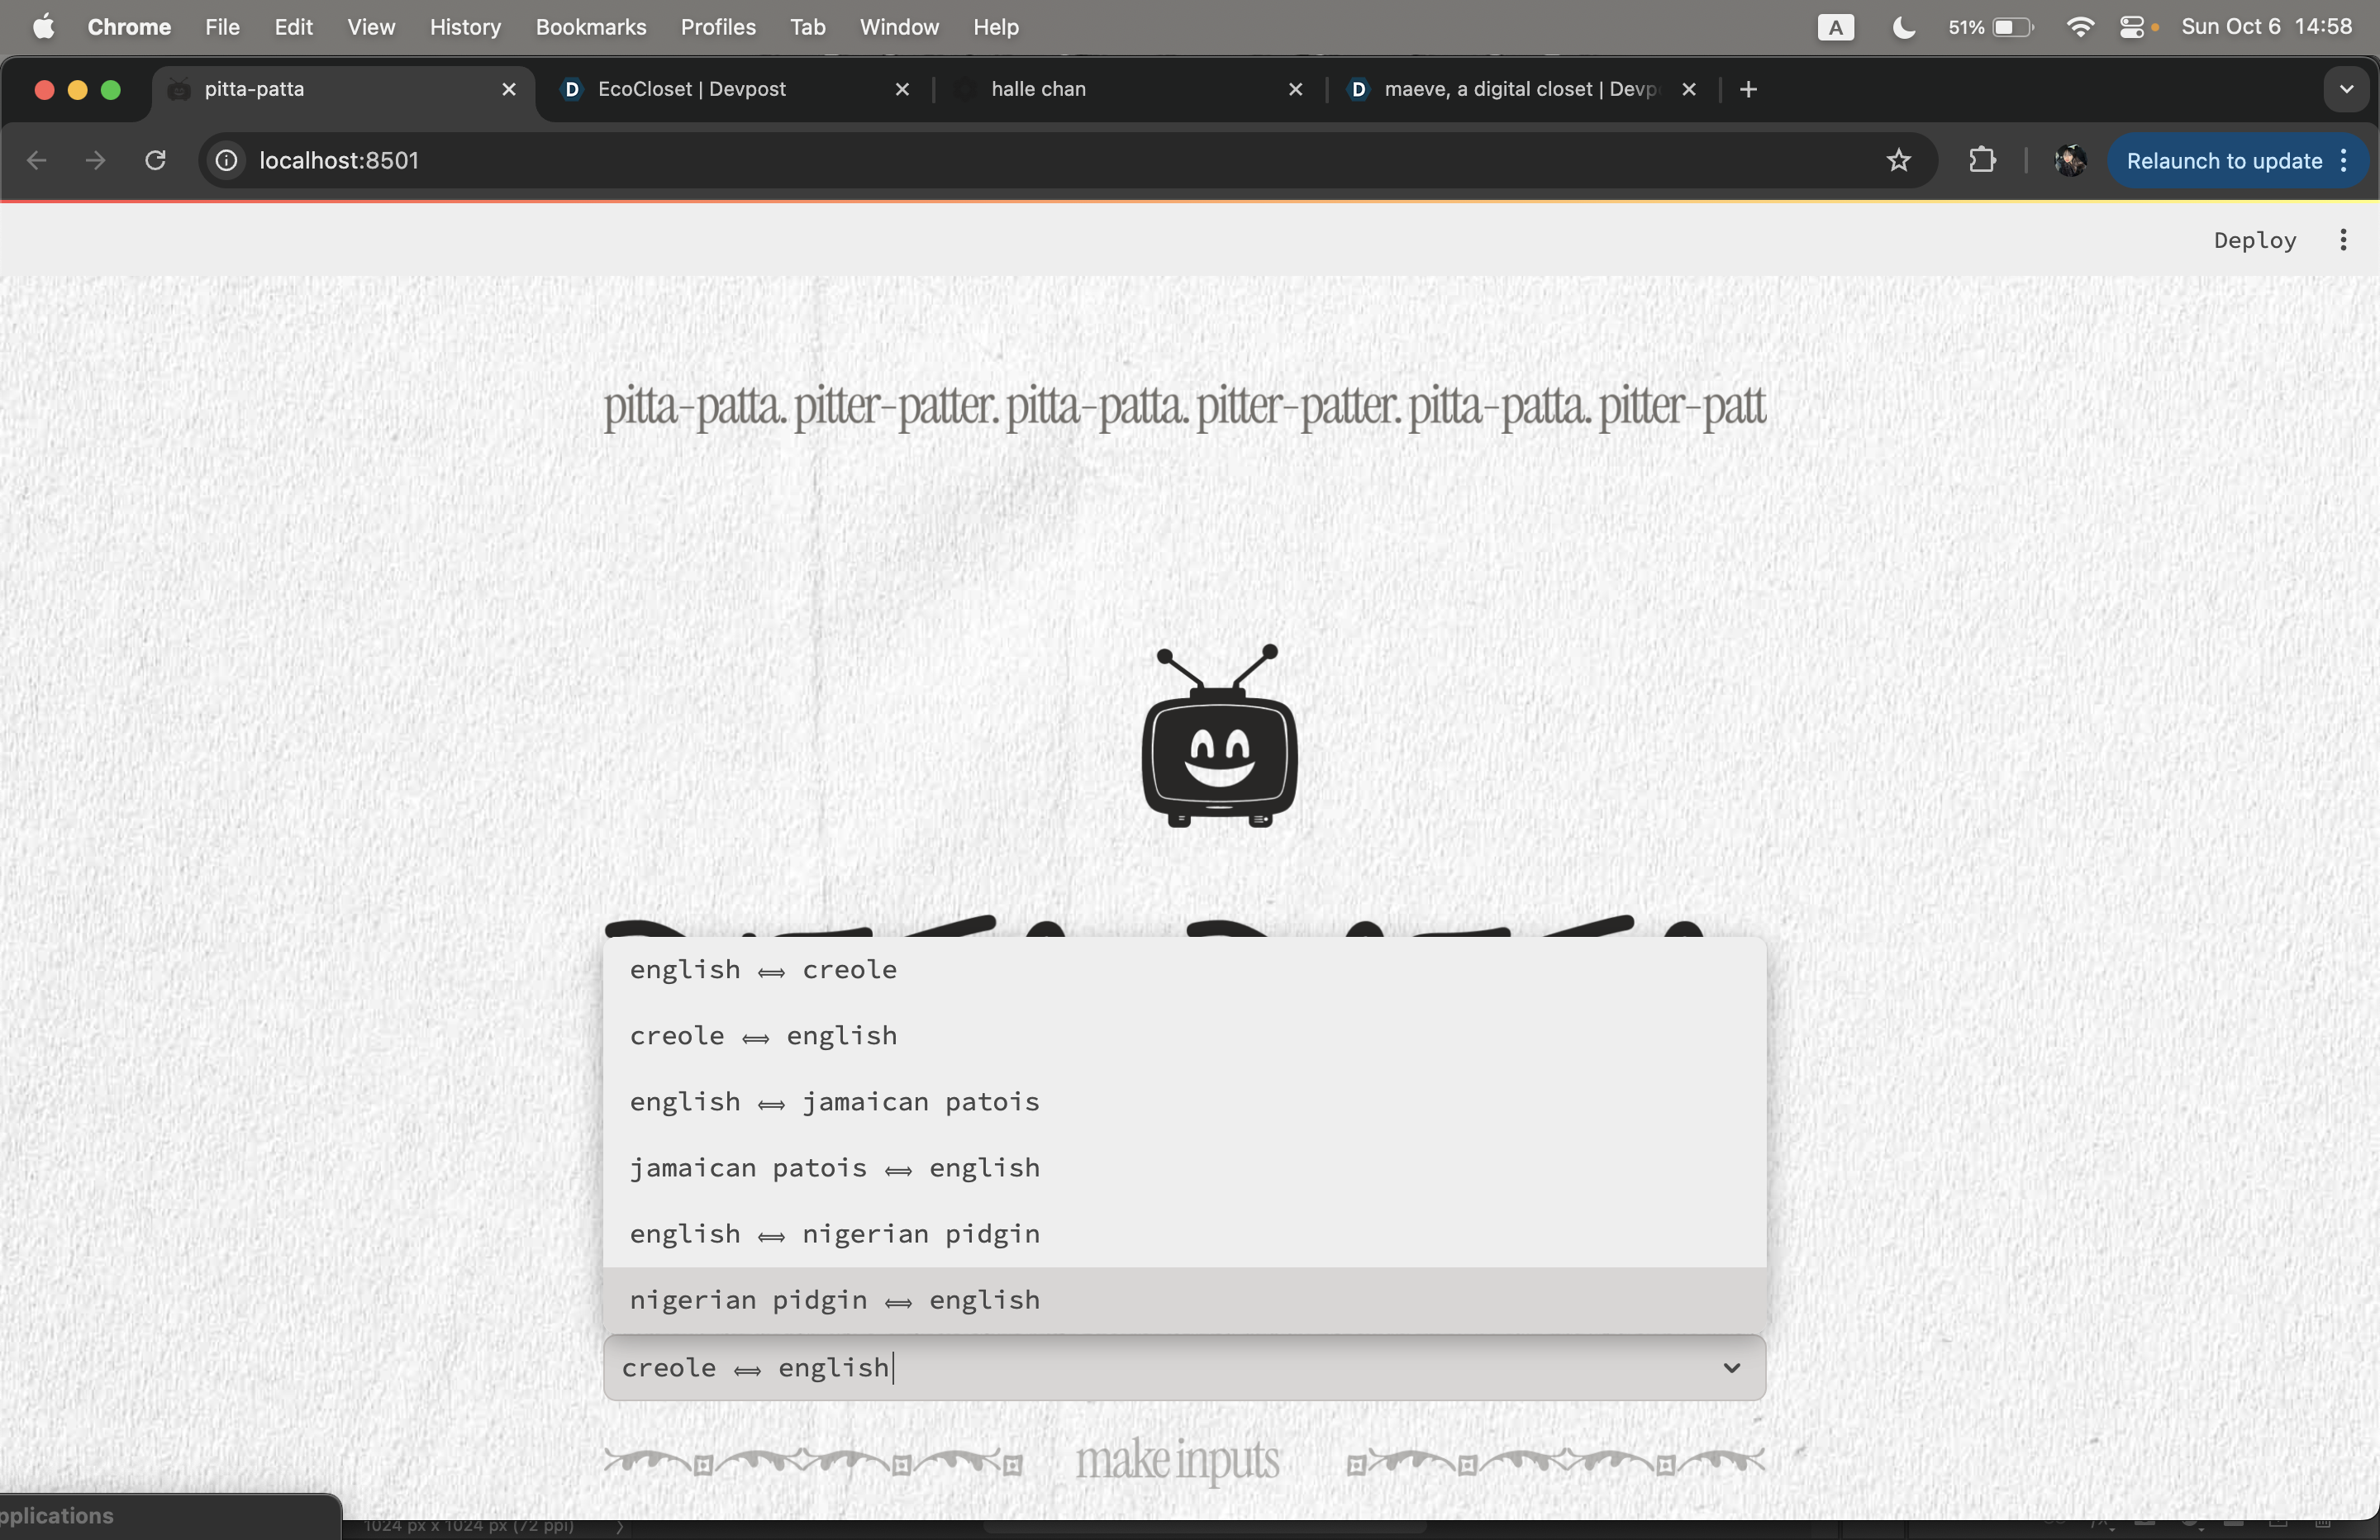 Chrome File Edit View History Bookmarks Profiles Tab Window Help A 51% Sun Oct 6 14:58
pitta-patta D EcoCloset | Devpost halle chan D maeve, a digital closet | Devp
localhost:8501 Relaunch to update
Deploy
pitta-patta. pitter-patter. pitta-patta. pitter-patter. pitta-patta. pitter-patt
english ⟺ creole
creole ⟺ english
english ⟺ jamaican patois
jamaican patois ⟺ english
english ⟺ nigerian pidgin
nigerian pidgin ⟺ english
creole ⟺ english
make inputs
pplications
1024 px x 1024 px (72 ppi)